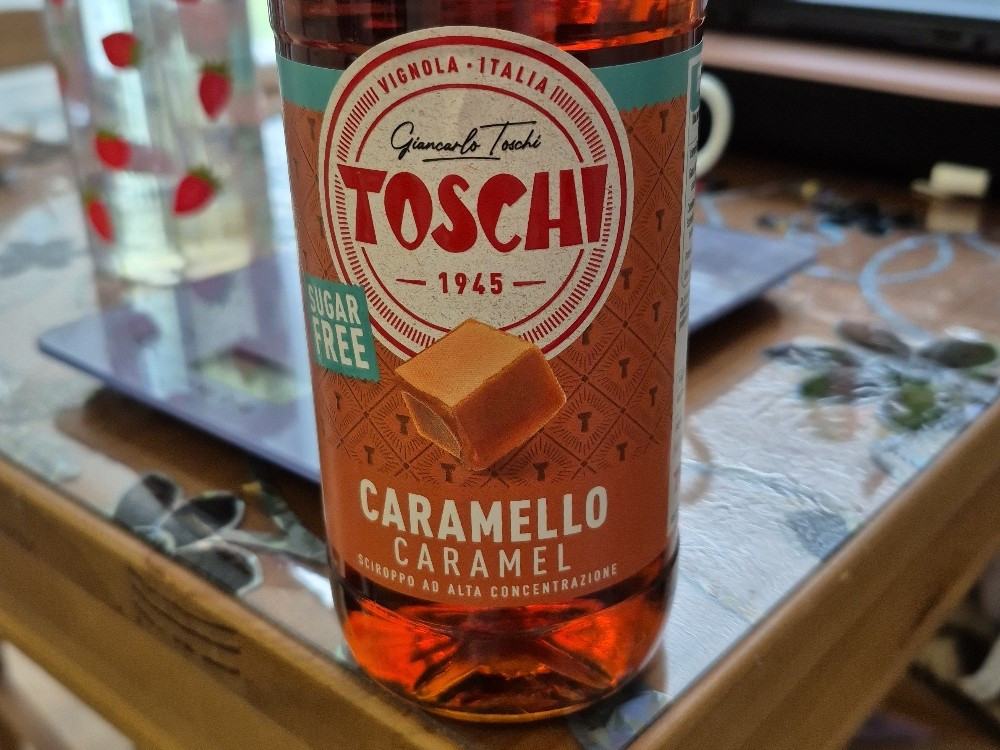 VIGNOLA · ITALIA
Giancarlo Toschi
TOSCHI
1945
SUGAR
FREE
CARAMELLO
CARAMEL
SCIROPPO AD ALTA CONCENTRAZIONE